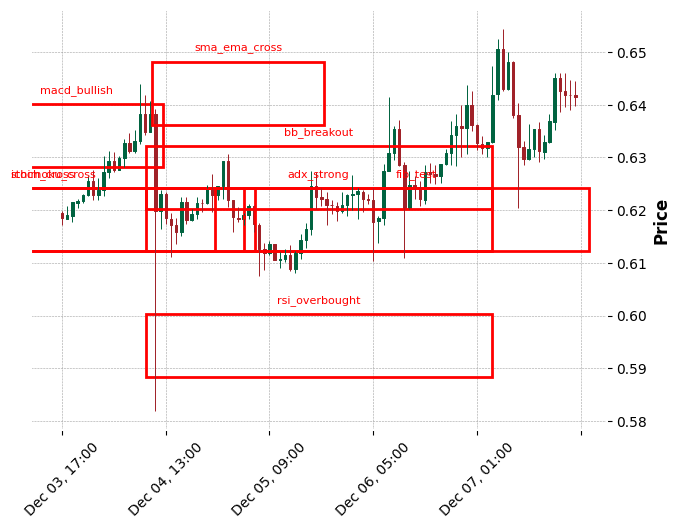 sma_ema_cross
macd_bullish
bb_breakout
adx_strong
rsi_overbought
0.65
0.64
0.63
0.62
0.61
0.60
0.59
0.58
Price
Dec 03, 17:00
Dec 04, 13:00
Dec 05, 09:00
Dec 06, 05:00
Dec 07, 01:00